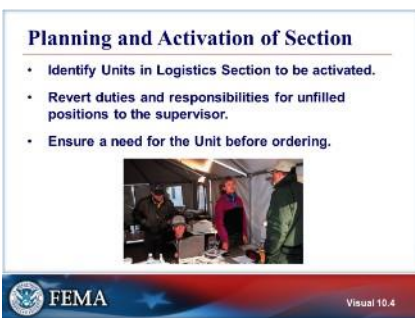 Planning and Activation of Section
• Identify Units in Logistics Section to be activated.
• Revert duties and responsibilities for unfilled
positions to the supervisor.
• Ensure a need for the Unit before ordering.
FEMA
Visual 10.4